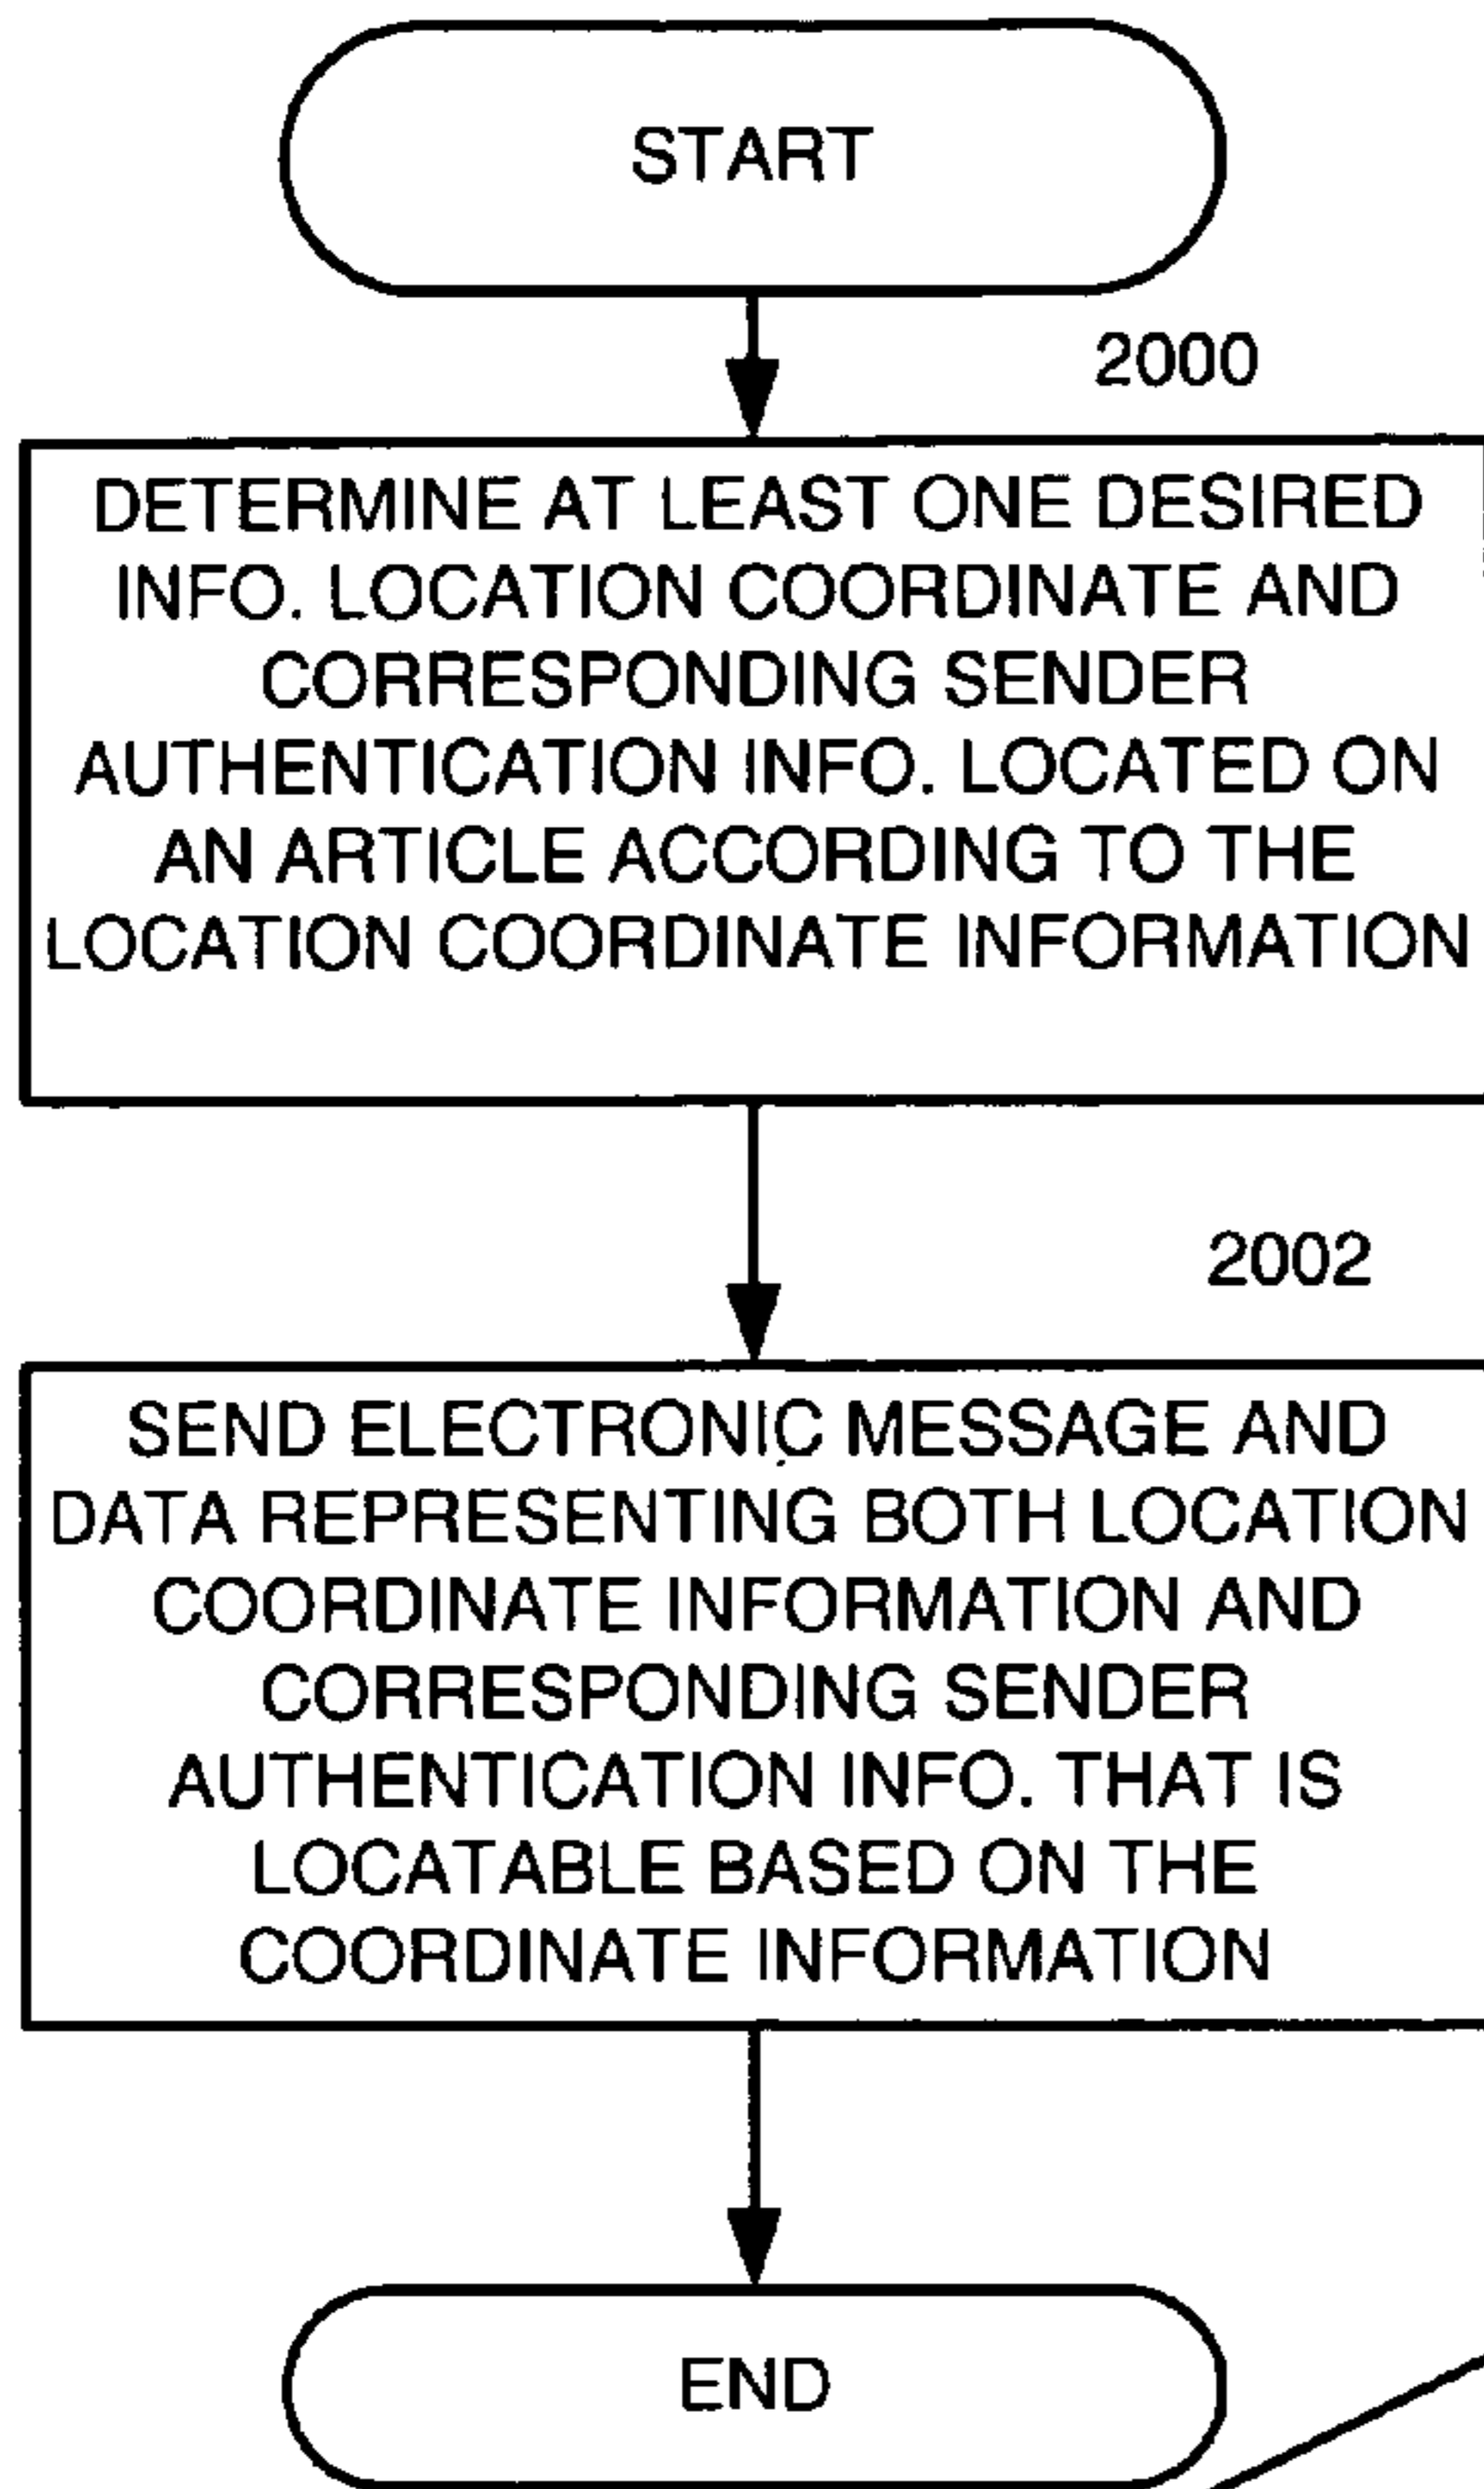 START
2000
DETERMINE AT LEAST ONE DESIRED
INFO. LOCATION COORDINATE AND
CORRESPONDING SENDER
AUTHENTICATION INFO. LOCATED ON
AN ARTICLE ACCORDING TO THE
LOCATION COORDINATE INFORMATION
2002
SEND ELECTRONIC MESSAGE AND
DATA REPRESENTING BOTH LOCATION
COORDINATE INFORMATION AND
CORRESPONDING SENDER
AUTHENTICATION INFO. THAT IS
LOCATABLE BASED ON THE
COORDINATE INFORMATION
END